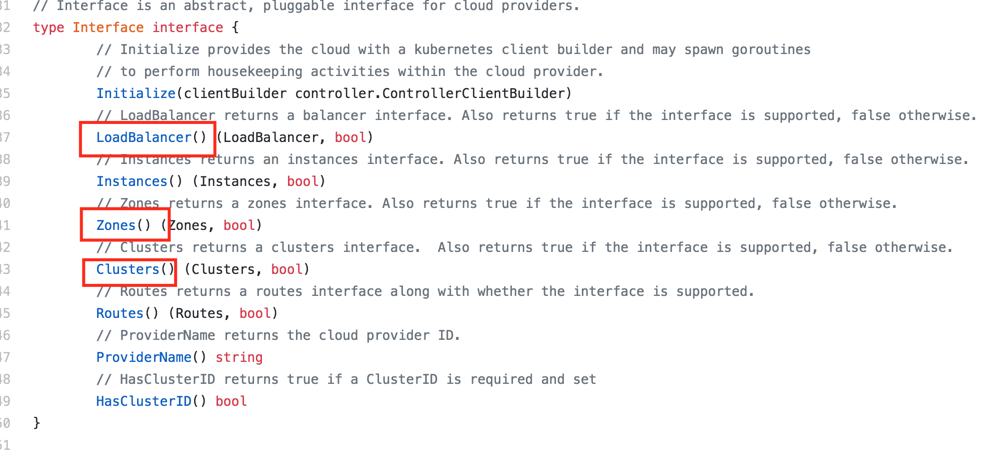 31 // Interface is an abstract, pluggable interface for cloud providers.
32 type Interface interface {
33 // Initialize provides the cloud with a kubernetes client builder and may spawn goroutines
34 // to perform housekeeping activities within the cloud provider.
35 Initialize(clientBuilder controller.ControllerClientBuilder)
36 // LoadBalancer returns a balancer interface. Also returns true if the interface is supported, false otherwise.
37 LoadBalancer() (LoadBalancer, bool)
38 // Instances returns an instances interface. Also returns true if the interface is supported, false otherwise.
39 Instances() (Instances, bool)
40 // Zones returns a zones interface. Also returns true if the interface is supported, false otherwise.
41 Zones() (Zones, bool)
42 // Clusters returns a clusters interface.  Also returns true if the interface is supported, false otherwise.
43 Clusters() (Clusters, bool)
44 // Routes returns a routes interface along with whether the interface is supported.
45 Routes() (Routes, bool)
46 // ProviderName returns the cloud provider ID.
47 ProviderName() string
48 // HasClusterID returns true if a ClusterID is required and set
49 HasClusterID() bool
50 }
51